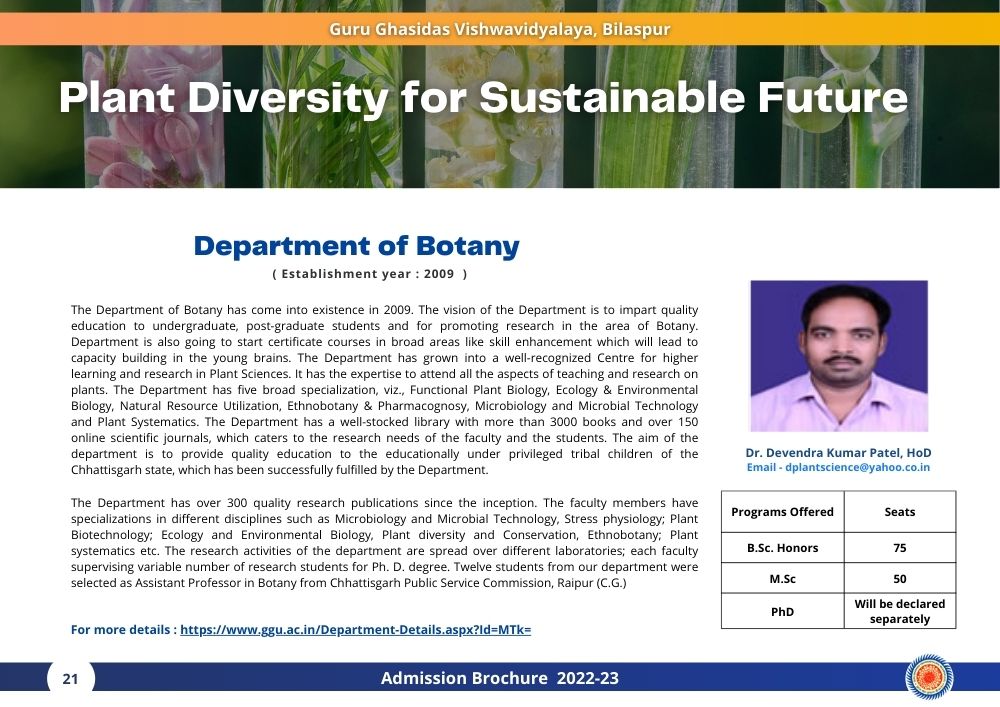 Guru Ghasidas Vishwavidyalaya, Bilaspur
Plant Diversity for Sustainable Future
Department of Botany
( Establishment year : 2009 )
The Department of Botany has come into existence in 2009. The vision of the Department is to impart quality
education to undergraduate, post-graduate students and for promoting research in the area of Botany.
Department is also going to start certificate courses in broad areas like skill enhancement which will lead to
capacity building in the young brains. The Department has grown into a well-recognized Centre for higher
learning and research in Plant Sciences. It has the expertise to attend all the aspects of teaching and research on
plants. The Department has five broad specialization, viz., Functional Plant Biology, Ecology & Environmental
Biology, Natural Resource Utilization, Ethnobotany & Pharmacognosy, Microbiology and Microbial Technology
and Plant Systematics. The Department has a well-stocked library with more than 3000 books and over 150
online scientific journals, which caters to the research needs of the faculty and the students. The aim of the
department is to provide quality education to the educationally under privileged tribal children of the
Chhattisgarh state, which has been successfully fulfilled by the Department.
The Department has over 300 quality research publications since the inception. The faculty members have
specializations in different disciplines such as Microbiology and Microbial Technology, Stress physiology; Plant
Biotechnology; Ecology and Environmental Biology, Plant diversity and Conservation, Ethnobotany; Plant
systematics etc. The research activities of the department are spread over different laboratories; each faculty
supervising variable number of research students for Ph. D. degree. Twelve students from our department were
selected as Assistant Professor in Botany from Chhattisgarh Public Service Commission, Raipur (C.G.)
For more details : https://www.ggu.ac.in/Department-Details.aspx?Id=MTk=
Dr. Devendra Kumar Patel, HoD
Email - dplantscience@yahoo.co.in
Programs Offered Seats
B.Sc. Honors 75
M.Sc 50
PhD Will be declared
separately
21
Admission Brochure 2022-23